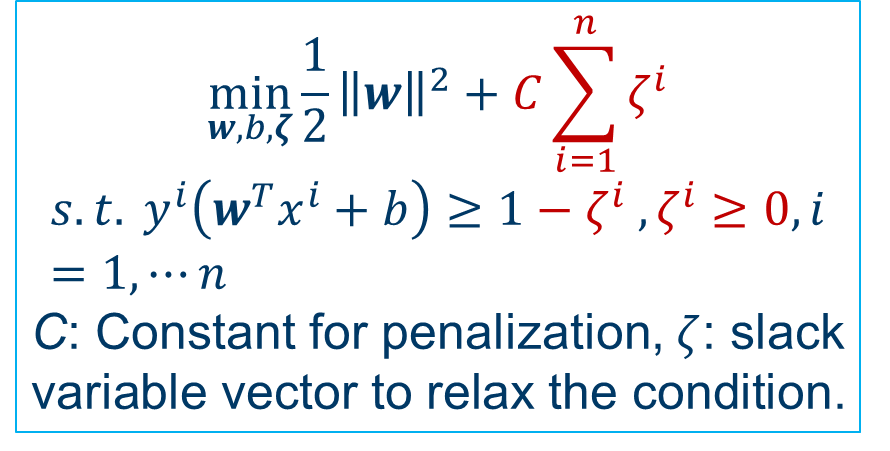 min_{w,b,ζ} 1/2 ‖w‖² + C ∑_{i=1}^{n} ζ^i
s.t. y^i(w^T x^i + b) ≥ 1 − ζ^i , ζ^i ≥ 0, i
= 1, ⋯ n
C: Constant for penalization, ζ: slack
variable vector to relax the condition.